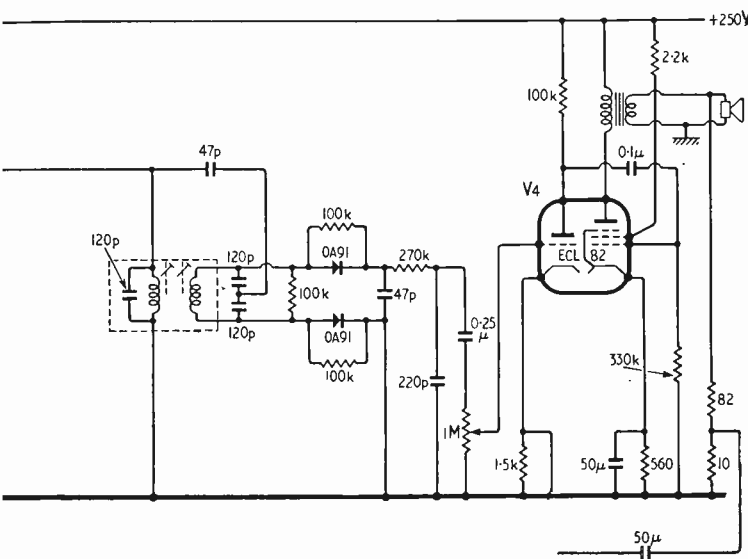 +250V
2·2k
100k
47p
0·1μ
V4
100k
120p
120p
0A91
270k
ECL 82
100k
47p
0·25
μ
120p
0A91
100k
220p
330k
82
1M
1·5k
50μ
560
10
50μ